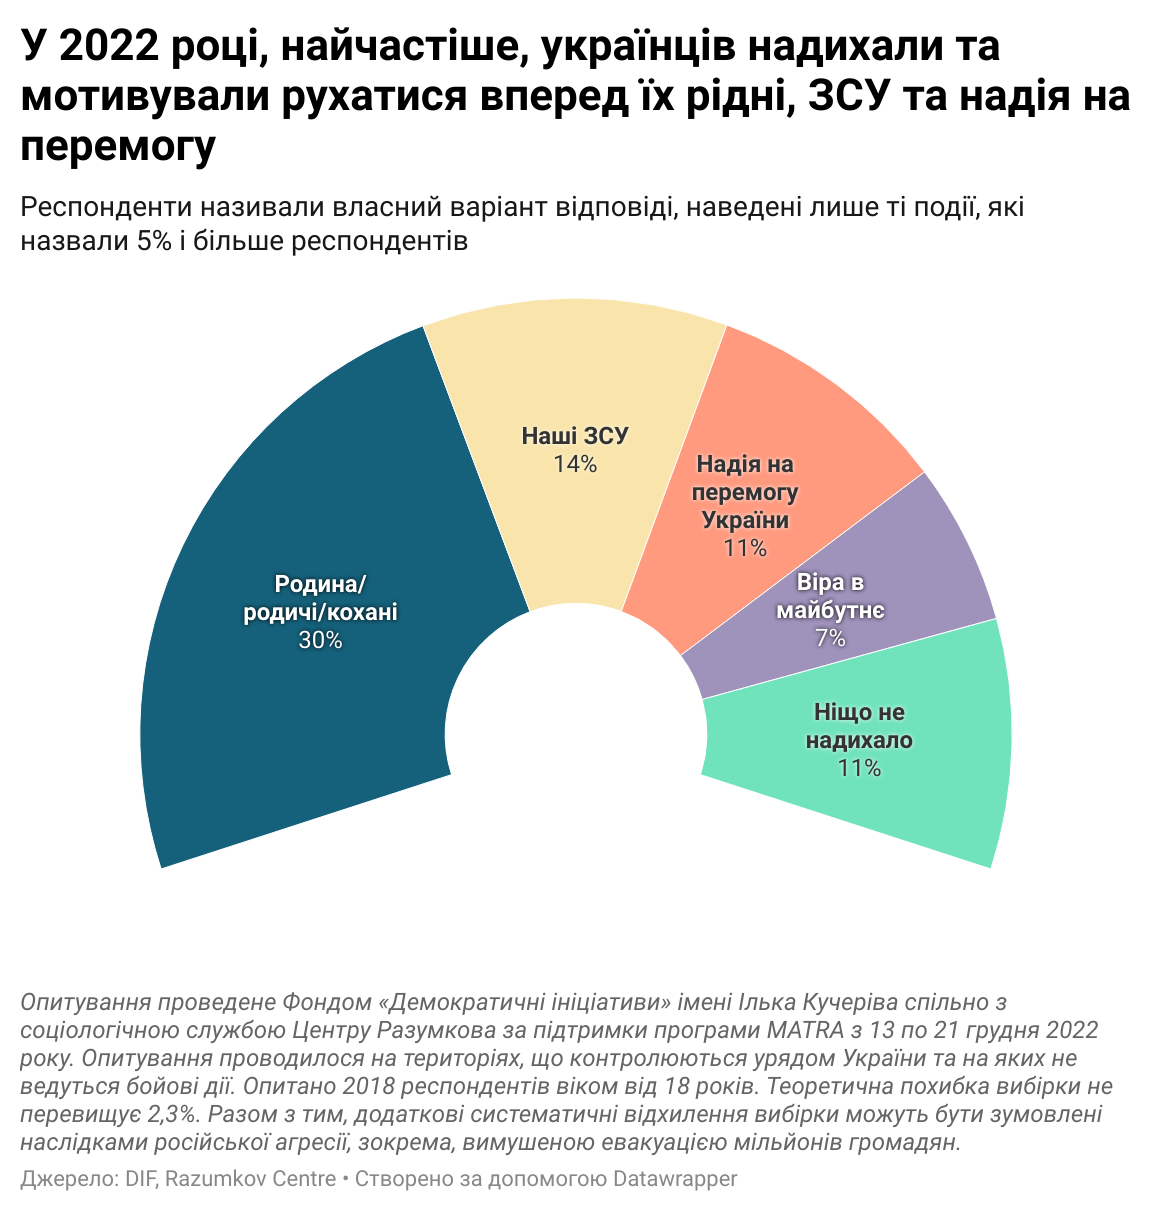 У 2022 році, найчастіше, українців надихали та
мотивували рухатися вперед їх рідні, ЗСУ та надія на
перемогу
Респонденти називали власний варіант відповіді, наведені лише ті події, які
назвали 5% і більше респондентів
Наші ЗСУ
14%
Надія на
перемогу
України
11%
Родина/
родичі/кохані
30%
Віра в
майбутнє
7%
Ніщо не
надихало
11%
Опитування проведене Фондом «Демократичні ініціативи» імені Ілька Кучеріва спільно з
соціологічною службою Центру Разумкова за підтримки програми MATRA з 13 по 21 грудня 2022
року. Опитування проводилося на територіях, що контролюються урядом України та на яких не
ведуться бойові дії. Опитано 2018 респондентів віком від 18 років. Теоретична похибка вибірки не
перевищує 2,3%. Разом з тим, додаткові систематичні відхилення вибірки можуть бути зумовлені
наслідками російської агресії, зокрема, вимушеною евакуацією мільйонів громадян.
Джерело: DIF, Razumkov Centre • Створено за допомогою Datawrapper